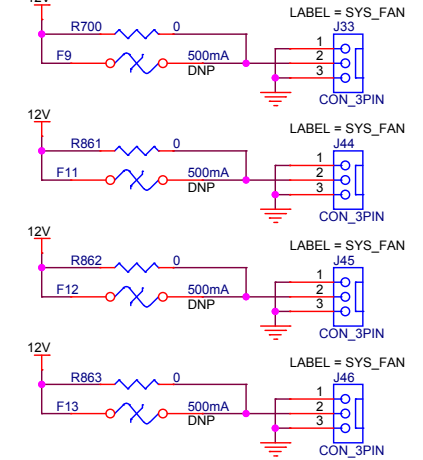 12V
LABEL = SYS_FAN
R700 0 J33
1
F9 500mA 2
DNP 3
CON_3PIN
LABEL = SYS_FAN
12V
R861 0 J44
1
F11 500mA 2
DNP 3
CON_3PIN
12V
LABEL = SYS_FAN
R862 0 J45
1
F12 500mA 2
DNP 3
CON_3PIN
12V
LABEL = SYS_FAN
R863 0 J46
1
F13 500mA 2
DNP 3
CON_3PIN